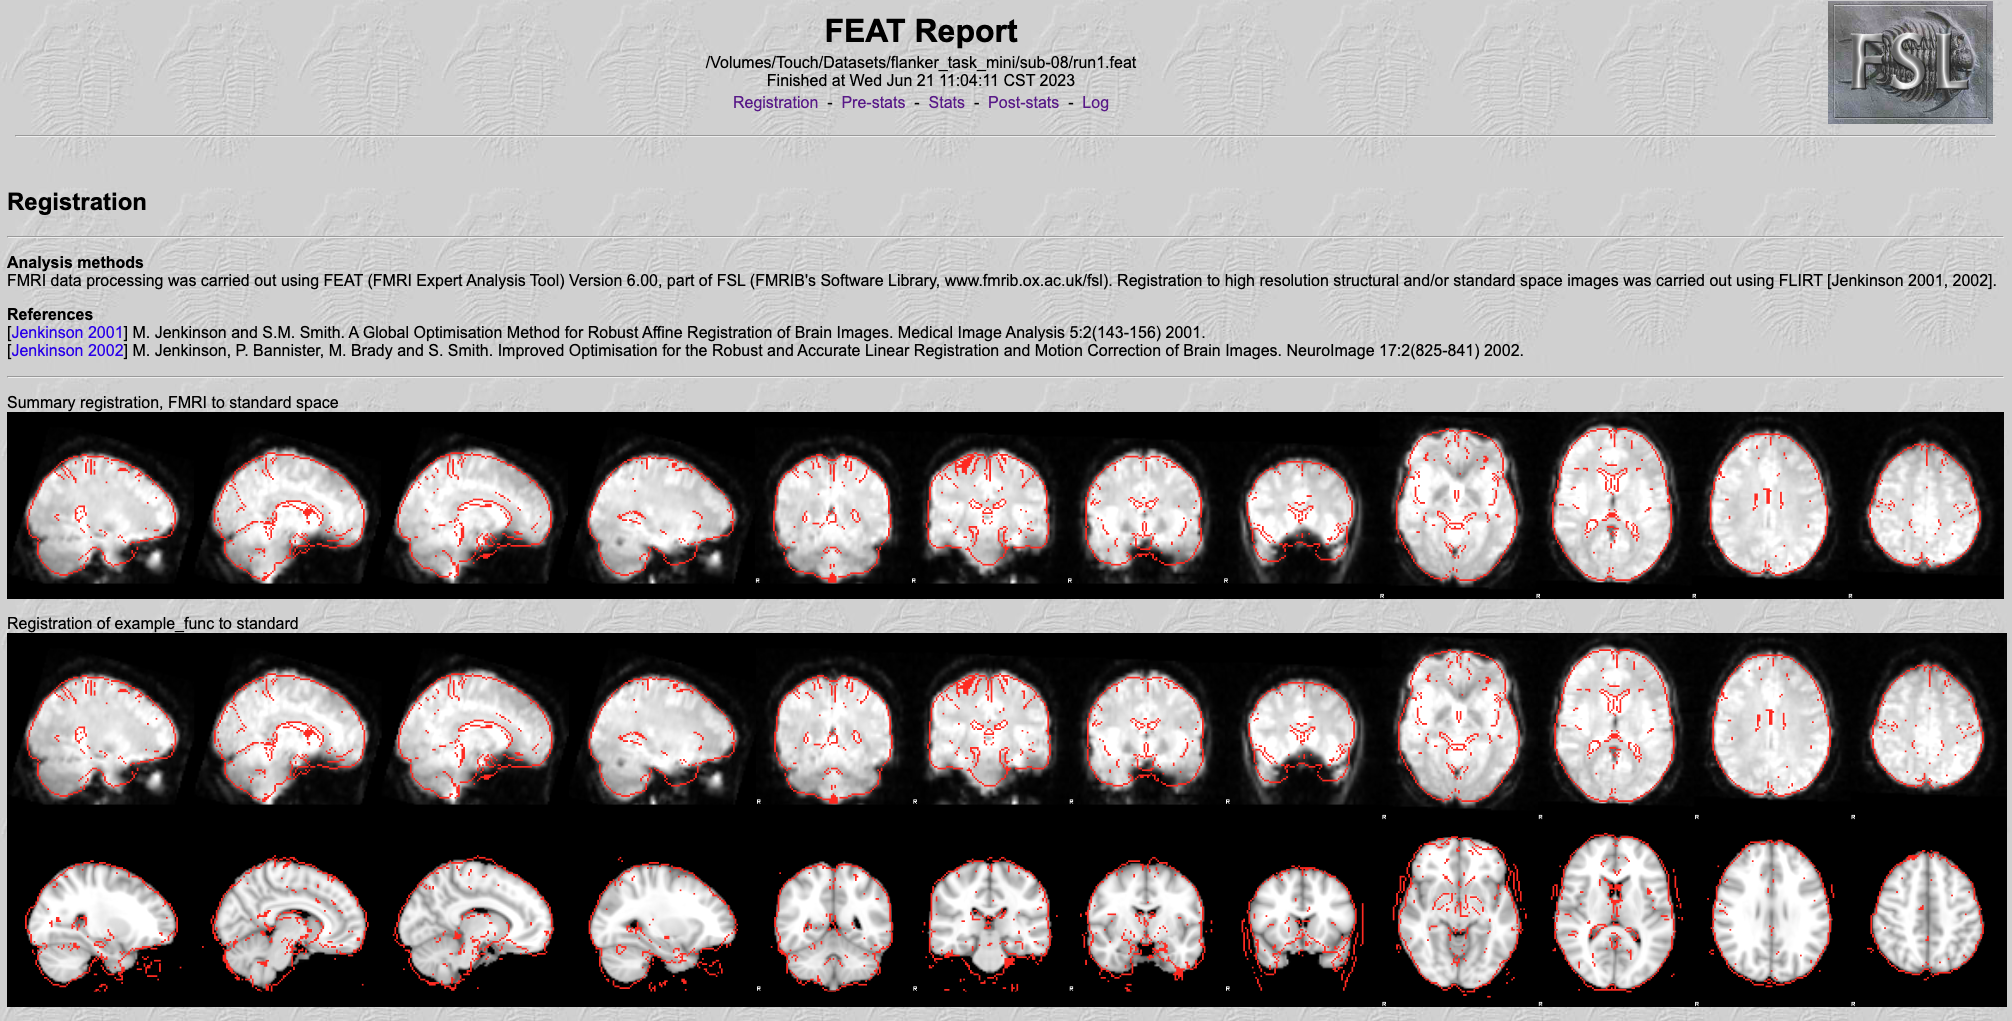 FEAT Report
/Volumes/Touch/Datasets/flanker_task_mini/sub-08/run1.feat
Finished at Wed Jun 21 11:04:11 CST 2023
Registration - Pre-stats - Stats - Post-stats - Log
FSL
Registration
Analysis methods
FMRI data processing was carried out using FEAT (FMRI Expert Analysis Tool) Version 6.00, part of FSL (FMRIB's Software Library, www.fmrib.ox.ac.uk/fsl). Registration to high resolution structural and/or standard space images was carried out using FLIRT [Jenkinson 2001, 2002].
References
[Jenkinson 2001] M. Jenkinson and S.M. Smith. A Global Optimisation Method for Robust Affine Registration of Brain Images. Medical Image Analysis 5:2(143-156) 2001.
[Jenkinson 2002] M. Jenkinson, P. Bannister, M. Brady and S. Smith. Improved Optimisation for the Robust and Accurate Linear Registration and Motion Correction of Brain Images. NeuroImage 17:2(825-841) 2002.
Summary registration, FMRI to standard space
R R R R R R R R
Registration of example_func to standard
R R R R R R R R
R R R R R R R R